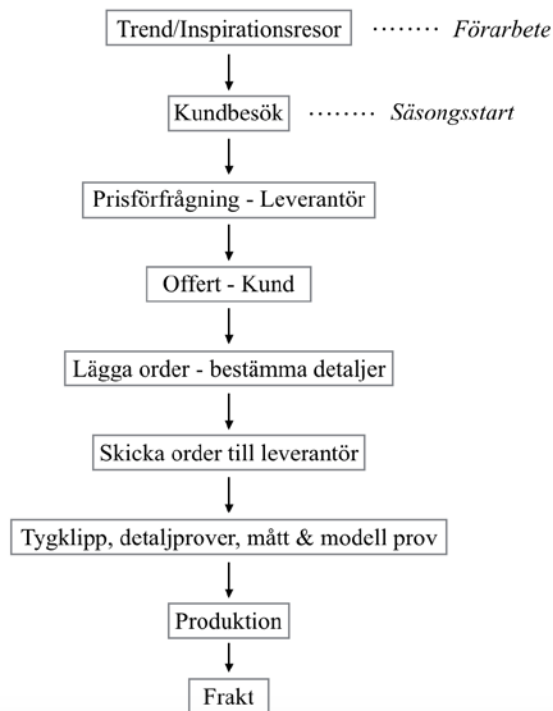 Trend/Inspirationsresor ········ Förarbete
Kundbesök ········ Säsongsstart
Prisförfrågning - Leverantör
Offert - Kund
Lägga order - bestämma detaljer
Skicka order till leverantör
Tygklipp, detaljprover, mått & modell prov
Produktion
Frakt